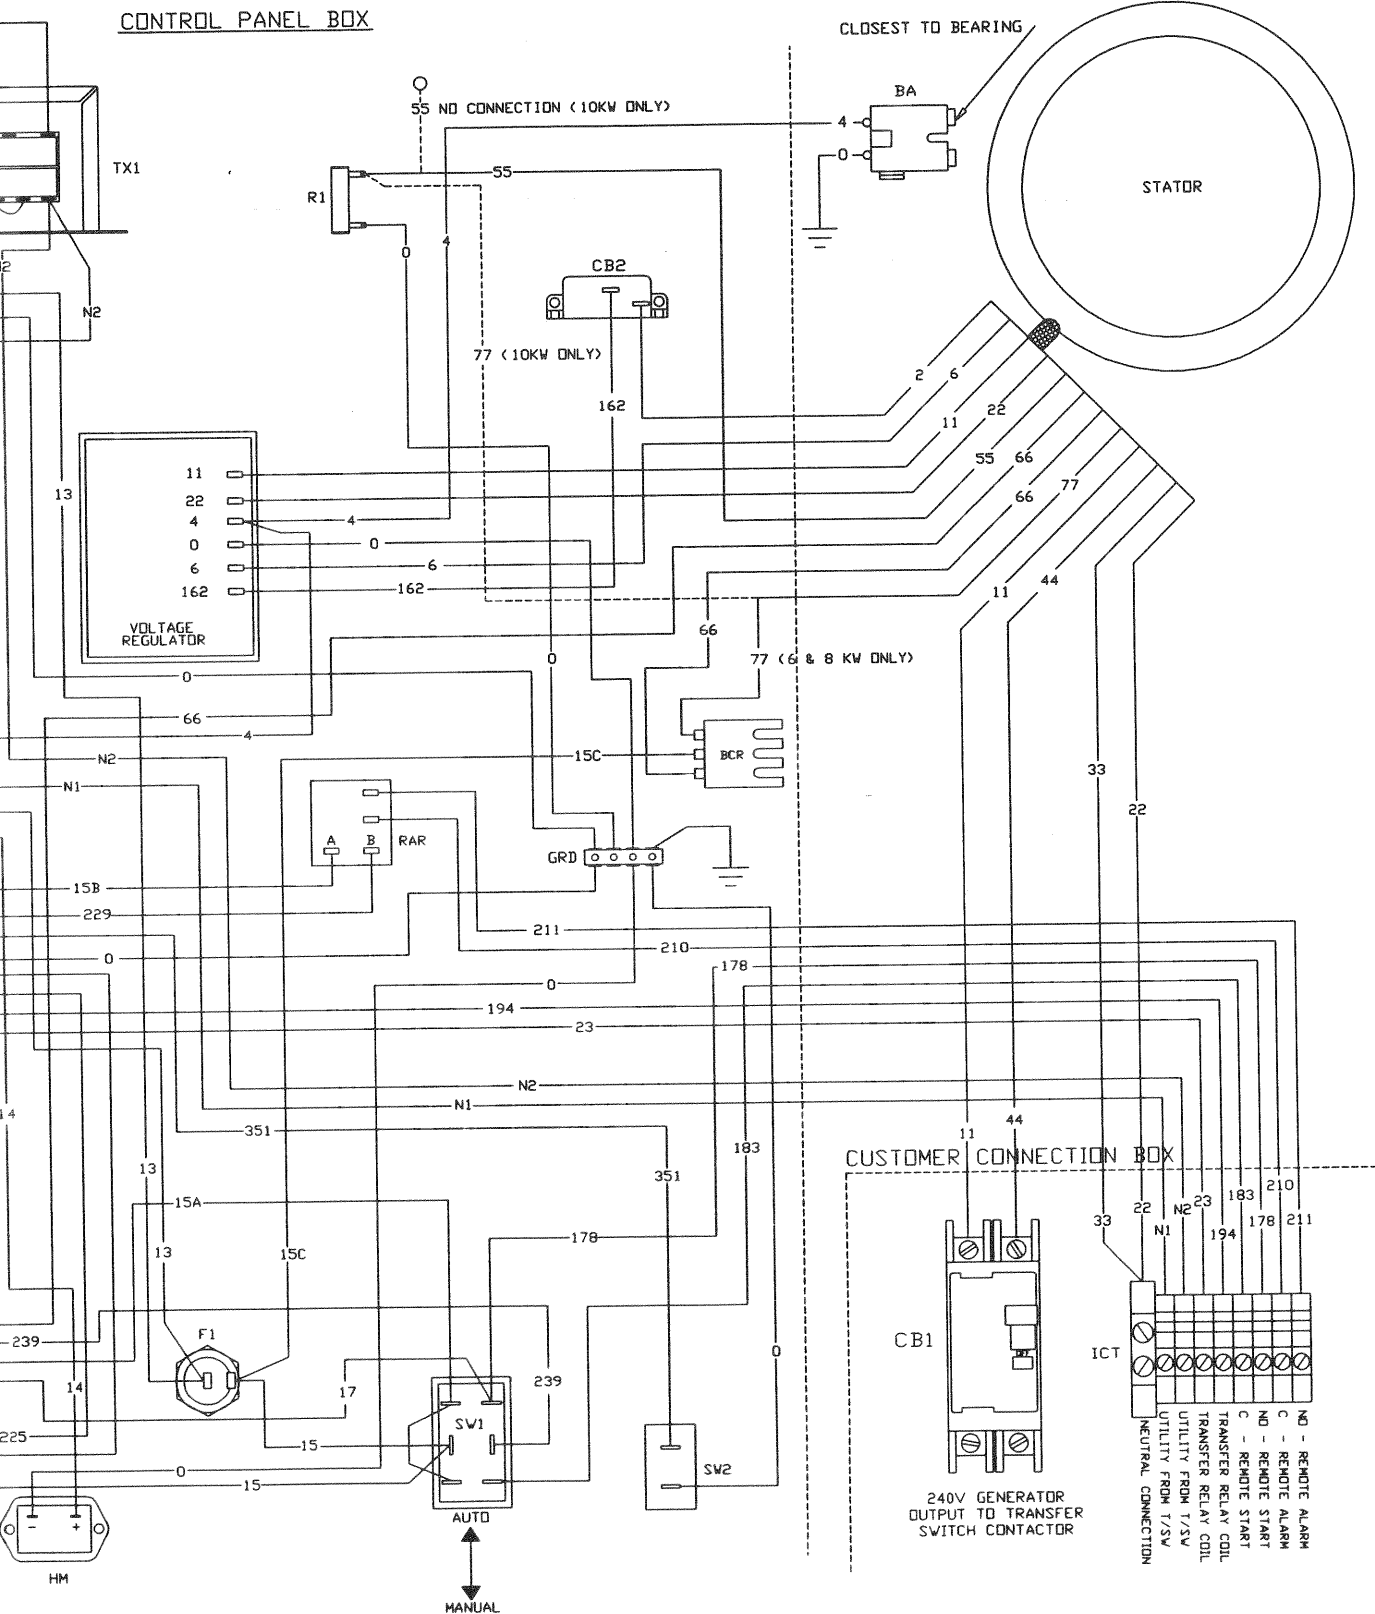 CONTROL PANEL BOX
CLOSEST TO BEARING
BA
55 NO CONNECTION (10KW ONLY)
4
0
TX1
55
STATOR
R1
4
0
CB2
N2
77 (10KW ONLY)
2
6
162
22
11
11
55
66
22
13
66
77
4
4
0
0
6
6
162
162
11
44
VOLTAGE
REGULATOR
66
0
77 (6 & 8 KW ONLY)
0
66
4
N2
15C
BCR
33
N1
22
A
B
RAR
GRD
15B
229
211
210
0
178
0
194
23
N2
N1
14
351
11
44
183
CUSTOMER CONNECTION BOX
13
351
15A
22
N2
23
183
210
33
N1
194
178
211
178
13
15C
239
F1
CB1
ICT
0
14
17
239
SW1
225
15
0
15
SW2
- +
AUTO
HM
MANUAL
240V GENERATOR
OUTPUT TO TRANSFER
SWITCH CONTACTOR
NEUTRAL CONNECTION
UTILITY FROM T/SW
UTILITY FROM T/SW
TRANSFER RELAY COIL
TRANSFER RELAY COIL
C - REMOTE START
NO - REMOTE START
C - REMOTE ALARM
NO - REMOTE ALARM